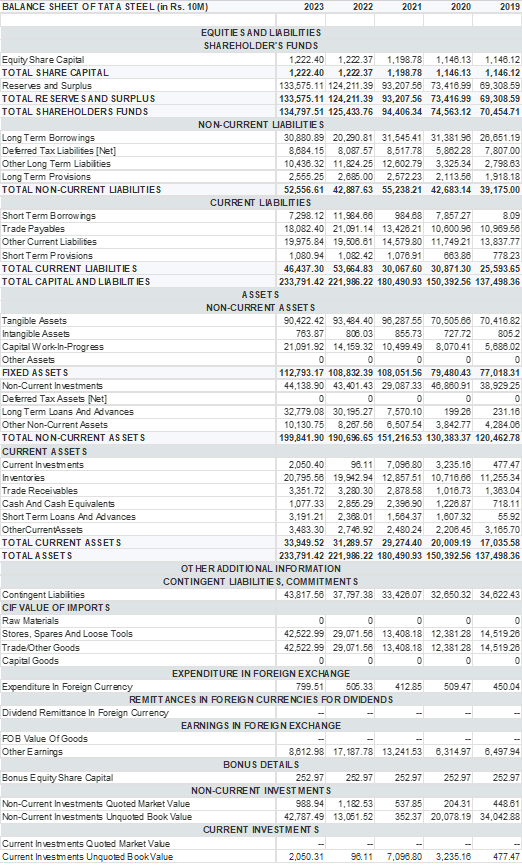 BALANCE SHEET OF TATA STEEL (in Rs. 10M) 2023 2022 2021 2020 2019
EQUITIES AND LIABILITIES
SHAREHOLDER'S FUNDS
Equity Share Capital 1,222.40 1,222.37 1,198.78 1,146.13 1,146.12
TOTAL SHARE CAPITAL 1,222.40 1,222.37 1,198.78 1,146.13 1,146.12
Reserves and Surplus 133,575.11 124,211.39 93,207.56 73,416.99 69,308.59
TOTAL RESERVES AND SURPLUS 133,575.11 124,211.39 93,207.56 73,416.99 69,308.59
TOTAL SHAREHOLDERS FUNDS 134,797.51 125,433.76 94,406.34 74,563.12 70,454.71
NON-CURRENT LIABILITIES
Long Term Borrowings 30,880.89 20,290.81 31,545.41 31,381.96 26,651.19
Deferred Tax Liabilities [Net] 8,684.15 8,087.57 8,517.78 5,862.28 7,807.00
Other Long Term Liabilities 10,436.32 11,824.25 12,602.79 3,325.34 2,798.63
Long Term Provisions 2,555.25 2,685.00 2,572.23 2,113.56 1,918.18
TOTAL NON-CURRENT LIABILITIES 52,556.61 42,887.63 55,238.21 42,683.14 39,175.00
CURRENT LIABILITIES
Short Term Borrowings 7,298.12 11,984.66 984.68 7,857.27 8.09
Trade Payables 18,082.40 21,091.14 13,426.21 10,600.96 10,969.56
Other Current Liabilities 19,975.84 19,506.61 14,579.80 11,749.21 13,837.77
Short Term Provisions 1,080.94 1,082.42 1,076.91 663.86 778.23
TOTAL CURRENT LIABILITIES 46,437.30 53,664.83 30,067.60 30,871.30 25,593.65
TOTAL CAPITAL AND LIABILITIES 233,791.42 221,986.22 180,490.93 150,392.56 137,498.36
ASSETS
NON-CURRENT ASSETS
Tangible Assets 90,422.42 93,484.40 96,287.55 70,505.66 70,416.82
Intangible Assets 763.87 806.03 855.73 727.72 805.2
Capital Work-In-Progress 21,091.92 14,159.32 10,499.49 8,070.41 5,686.02
Other Assets 0 0 0 0 0
FIXED ASSETS 112,793.17 108,832.39 108,051.56 79,480.43 77,018.31
Non-Current Investments 44,138.90 43,401.43 29,087.33 46,860.91 38,929.25
Deferred Tax Assets [Net] 0 0 0 0 0
Long Term Loans And Advances 32,779.08 30,195.27 7,570.10 199.26 231.16
Other Non-Current Assets 10,130.75 8,267.56 6,507.54 3,842.77 4,284.06
TOTAL NON-CURRENT ASSETS 199,841.90 190,696.65 151,216.53 130,383.37 120,462.78
CURRENT ASSETS
Current Investments 2,050.40 96.11 7,096.80 3,235.16 477.47
Inventories 20,795.56 19,942.94 12,857.51 10,716.66 11,255.34
Trade Receivables 3,351.72 3,280.30 2,878.58 1,016.73 1,363.04
Cash And Cash Equivalents 1,077.33 2,855.29 2,396.90 1,226.87 718.11
Short Term Loans And Advances 3,191.21 2,368.01 1,564.37 1,607.32 55.92
OtherCurrentAssets 3,483.30 2,746.92 2,480.24 2,206.45 3,165.70
TOTAL CURRENT ASSETS 33,949.52 31,289.57 29,274.40 20,009.19 17,035.58
TOTAL ASSETS 233,791.42 221,986.22 180,490.93 150,392.56 137,498.36
OTHER ADDITIONAL INFORMATION
CONTINGENT LIABILITIES, COMMITMENTS
Contingent Liabilities 43,817.56 37,797.38 33,426.07 32,650.32 34,622.43
CIF VALUE OF IMPORTS
Raw Materials 0 0 0 0 0
Stores, Spares And Loose Tools 42,522.99 29,071.56 13,408.18 12,381.28 14,519.26
Trade/Other Goods 42,522.99 29,071.56 13,408.18 12,381.28 14,519.26
Capital Goods 0 0 0 0 0
EXPENDITURE IN FOREIGN EXCHANGE
Expenditure In Foreign Currency 799.51 505.33 412.85 509.47 450.04
REMITTANCES IN FOREIGN CURRENCIES FOR DIVIDENDS
Dividend Remittance In Foreign Currency -- -- -- -- --
EARNINGS IN FOREIGN EXCHANGE
FOB Value Of Goods -- -- -- -- --
Other Earnings 8,612.98 17,187.78 13,241.53 6,314.97 6,497.94
BONUS DETAILS
Bonus Equity Share Capital 252.97 252.97 252.97 252.97 252.97
NON-CURRENT INVESTMENTS
Non-Current Investments Quoted Market Value 988.94 1,182.53 537.85 204.31 448.61
Non-Current Investments Unquoted Book Value 42,787.49 13,051.52 352.37 20,078.19 34,042.88
CURRENT INVESTMENTS
Current Investments Quoted Market Value -- -- -- -- --
Current Investments Unquoted Book Value 2,050.31 96.11 7,096.80 3,235.16 477.47